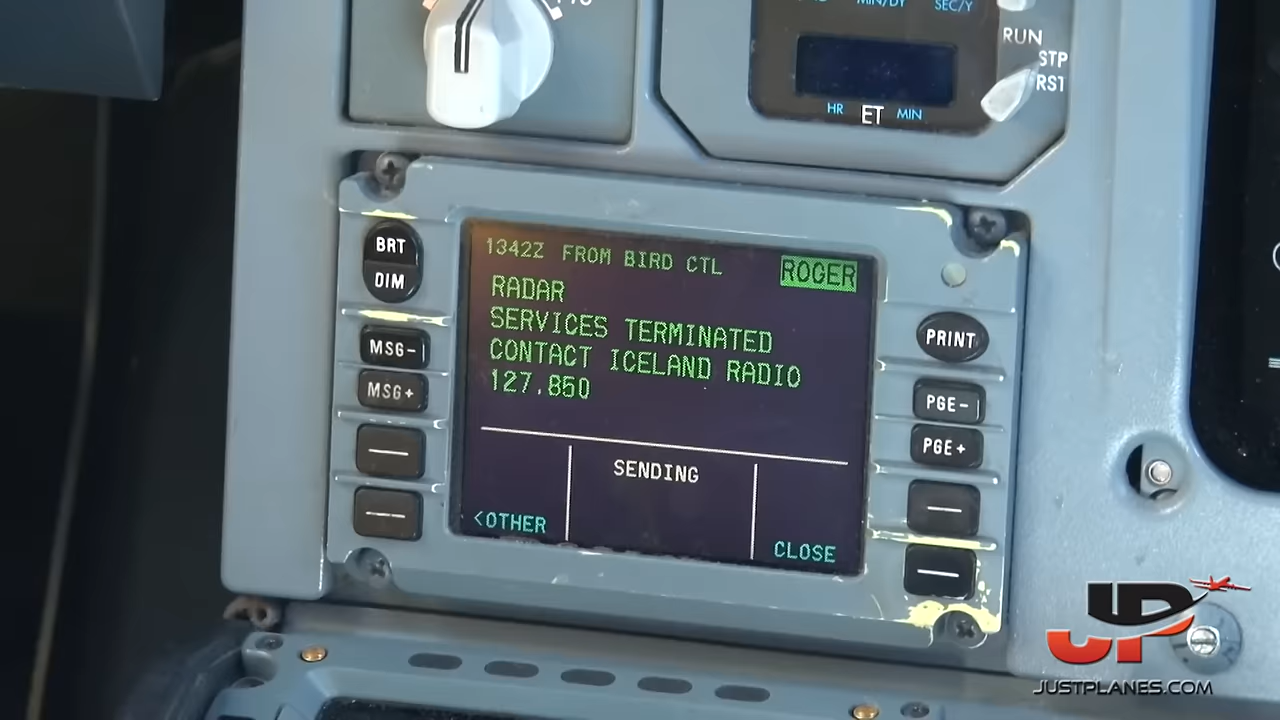 MIN/DY
SEC/Y
RUN
STP
RST
HR
ET
MIN
BRT
DIM
MSG-
MSG+
1342Z FROM BIRD CTL
ROGER
RADAR
SERVICES TERMINATED
CONTACT ICELAND RADIO
127.850
SENDING
<OTHER
CLOSE
PRINT
PGE-
PGE+
JP
JUSTPLANES.COM